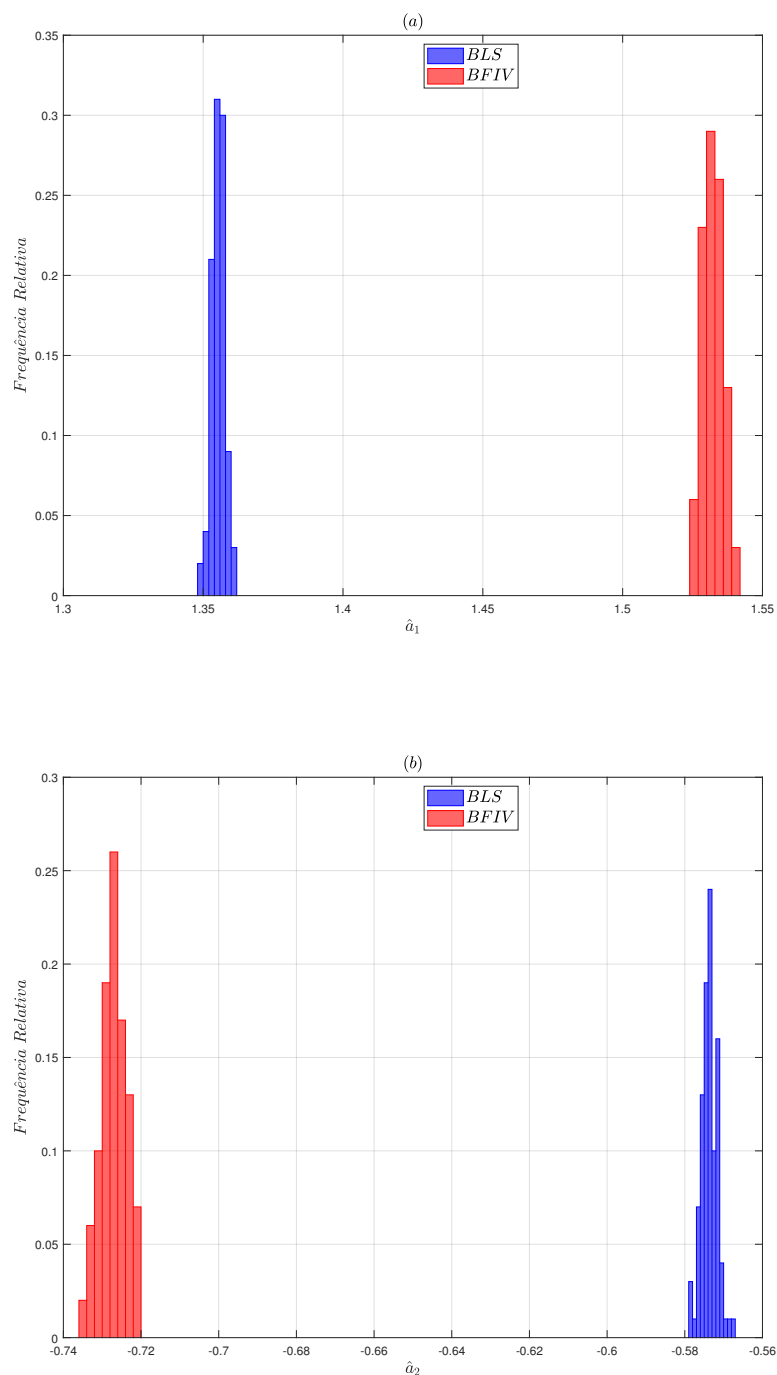 (a)
0.35
0.3
0.25
0.2
0.15
0.1
0.05
0
Frequência Relativa
BLS
BFIV
1.3 1.35 1.4 1.45 1.5 1.55
â1
(b)
0.3
0.25
0.2
0.15
0.1
0.05
0
Frequência Relativa
BLS
BFIV
-0.74 -0.72 -0.7 -0.68 -0.66 -0.64 -0.62 -0.6 -0.58 -0.56
â2